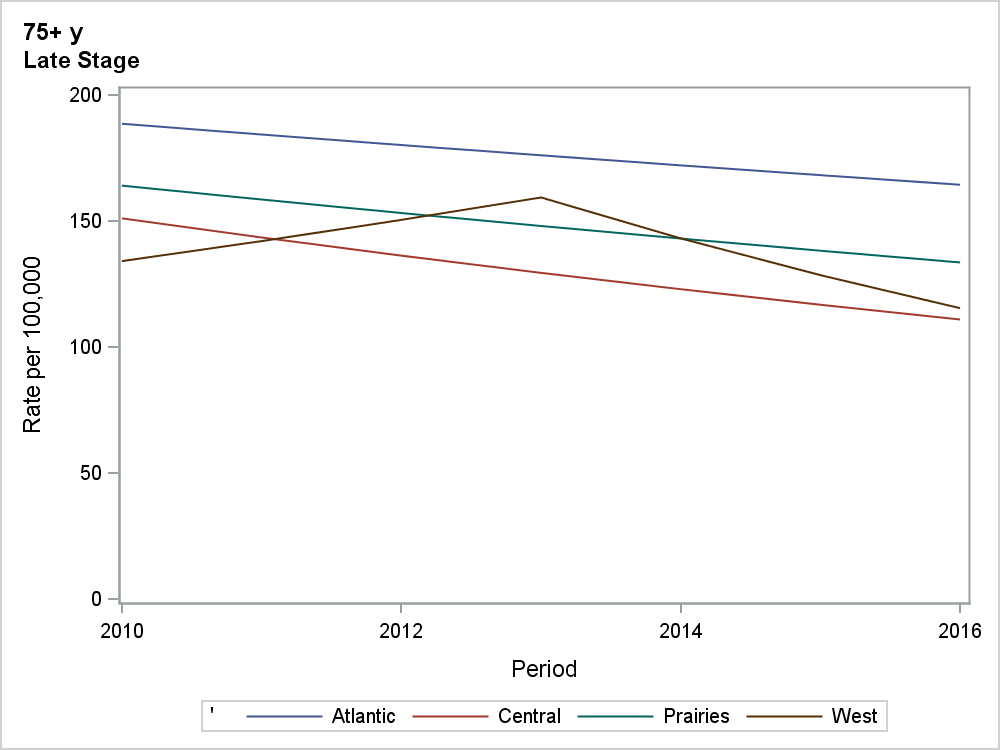 75+ y
Late Stage
200
150
100
50
0
Rate per 100,000
2010 2012 2014 2016
Period
' Atlantic Central Prairies West